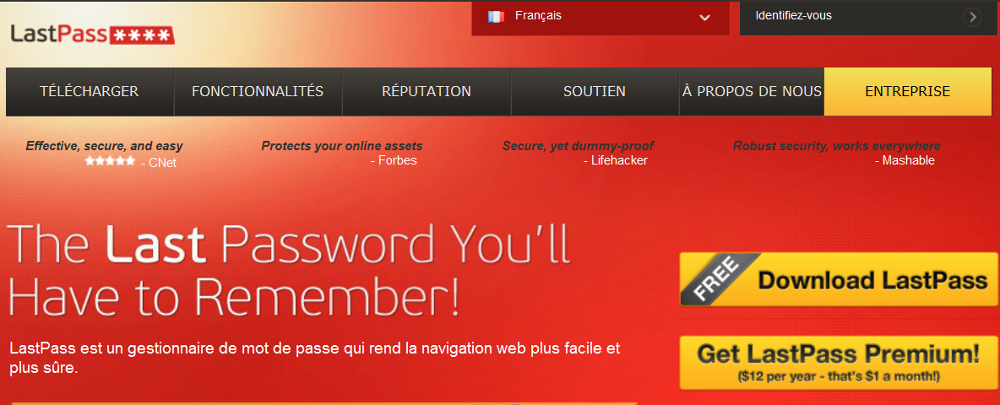 LastPass ****
Français
Identifiez-vous
TÉLÉCHARGER
FONCTIONNALITÉS
RÉPUTATION
SOUTIEN
À PROPOS DE NOUS
ENTREPRISE
Effective, secure, and easy
- CNet
Protects your online assets
- Forbes
Secure, yet dummy-proof
- Lifehacker
Robust security, works everywhere
- Mashable
The Last Password You'll
Have to Remember!
LastPass est un gestionnaire de mot de passe qui rend la navigation web plus facile et
plus sûre.
FREE
Download LastPass
Get LastPass Premium!
($12 per year - that's $1 a month!)